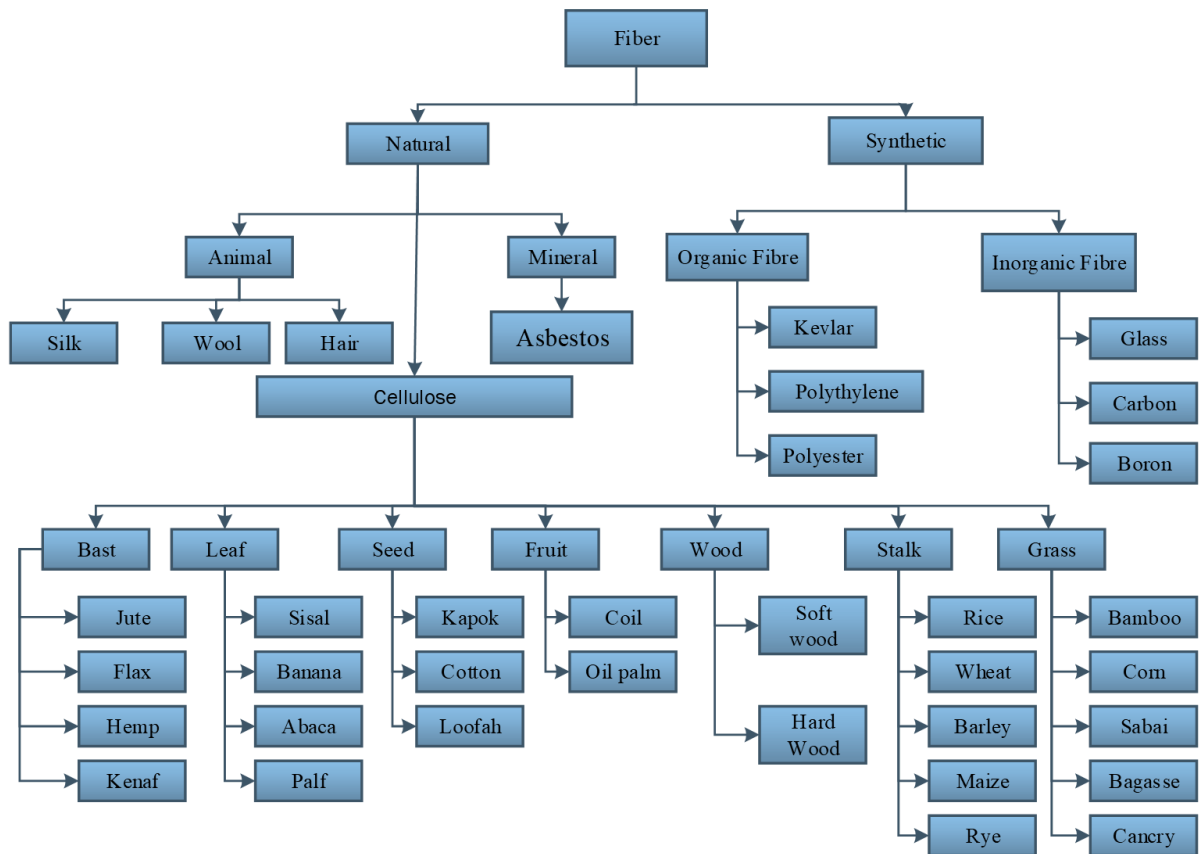 Fiber
Natural
Synthetic
Animal
Mineral
Organic Fibre
Inorganic Fibre
Silk
Wool
Hair
Asbestos
Kevlar
Polythylene
Polyester
Glass
Carbon
Boron
Cellulose
Bast
Leaf
Seed
Fruit
Wood
Stalk
Grass
Jute
Flax
Hemp
Kenaf
Sisal
Banana
Abaca
Palf
Kapok
Cotton
Loofah
Coil
Oil palm
Soft
wood
Hard
Wood
Rice
Wheat
Barley
Maize
Rye
Bamboo
Corn
Sabai
Bagasse
Cancry